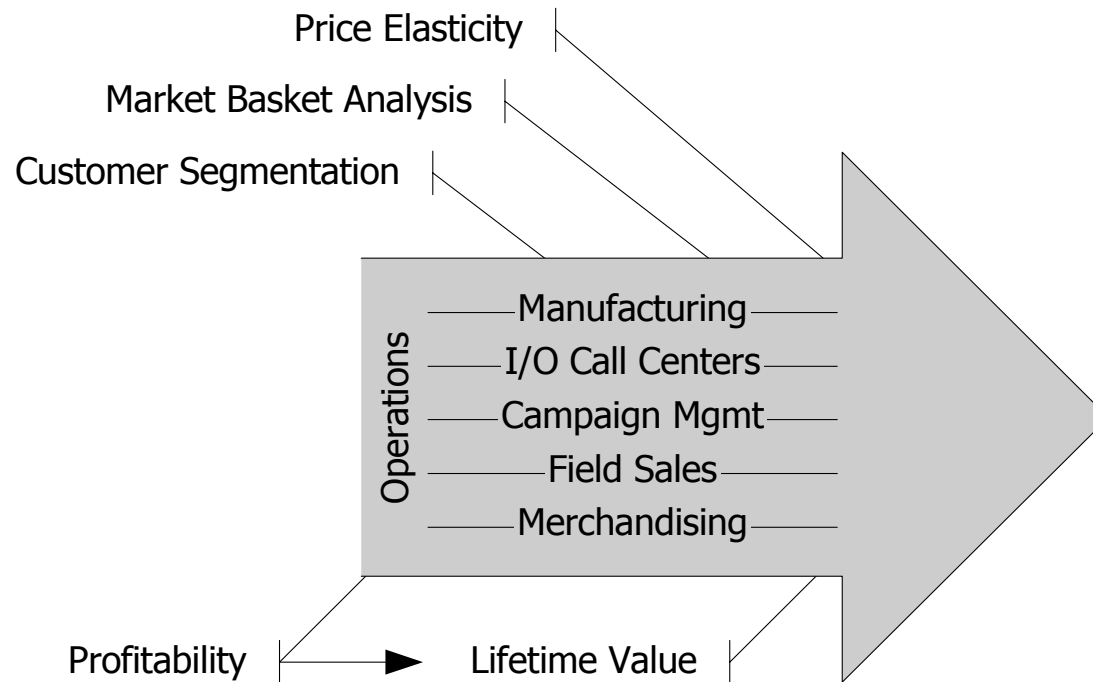 Price Elasticity
Market Basket Analysis
Customer Segmentation
Operations
Manufacturing
I/O Call Centers
Campaign Mgmt
Field Sales
Merchandising
Profitability
Lifetime Value